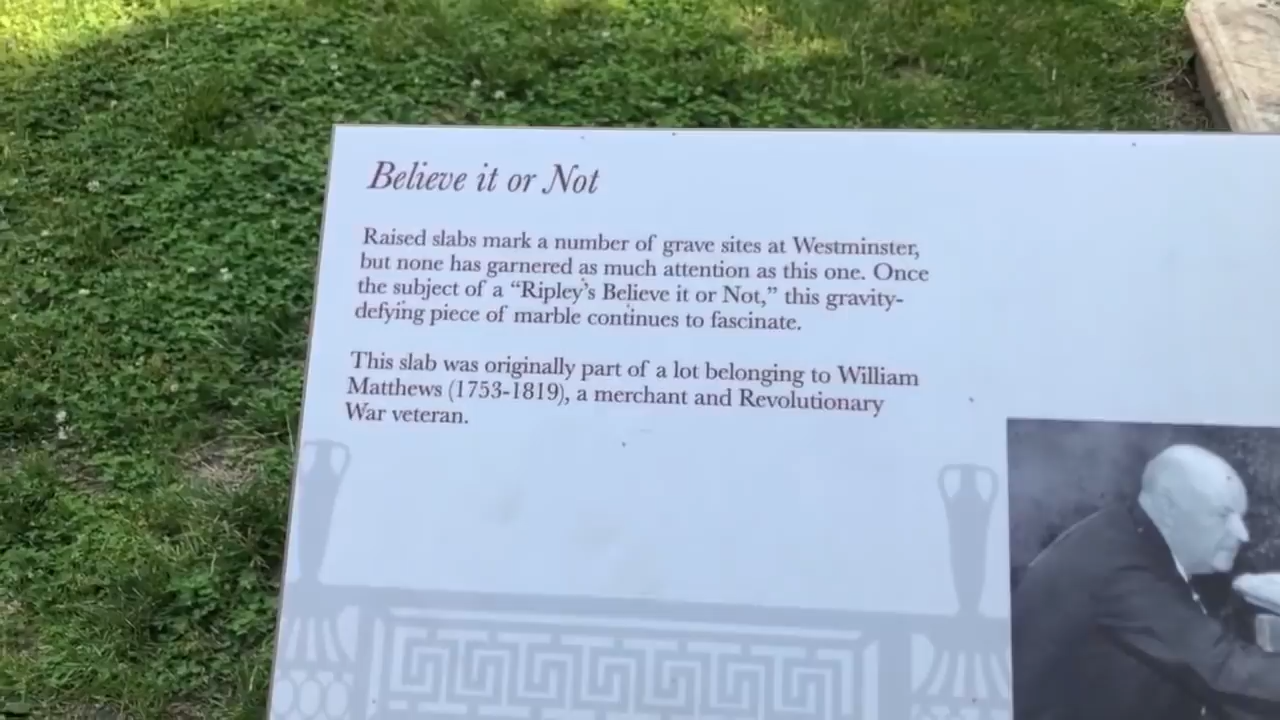 Believe it or Not
Raised slabs mark a number of grave sites at Westminster,
but none has garnered as much attention as this one. Once
the subject of a “Ripley’s Believe it or Not,” this gravity-
defying piece of marble continues to fascinate.
This slab was originally part of a lot belonging to William
Matthews (1753-1819), a merchant and Revolutionary
War veteran.